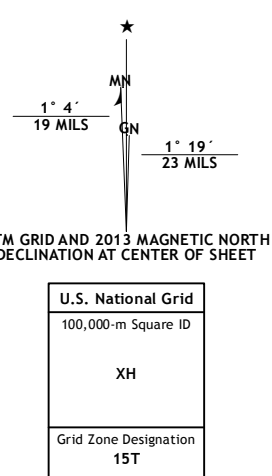 ★
MN
1° 4´
19 MILS
GN
1° 19´
23 MILS
TM GRID AND 2013 MAGNETIC NORTH
DECLINATION AT CENTER OF SHEET
U.S. National Grid
100,000-m Square ID
XH
Grid Zone Designation
15T